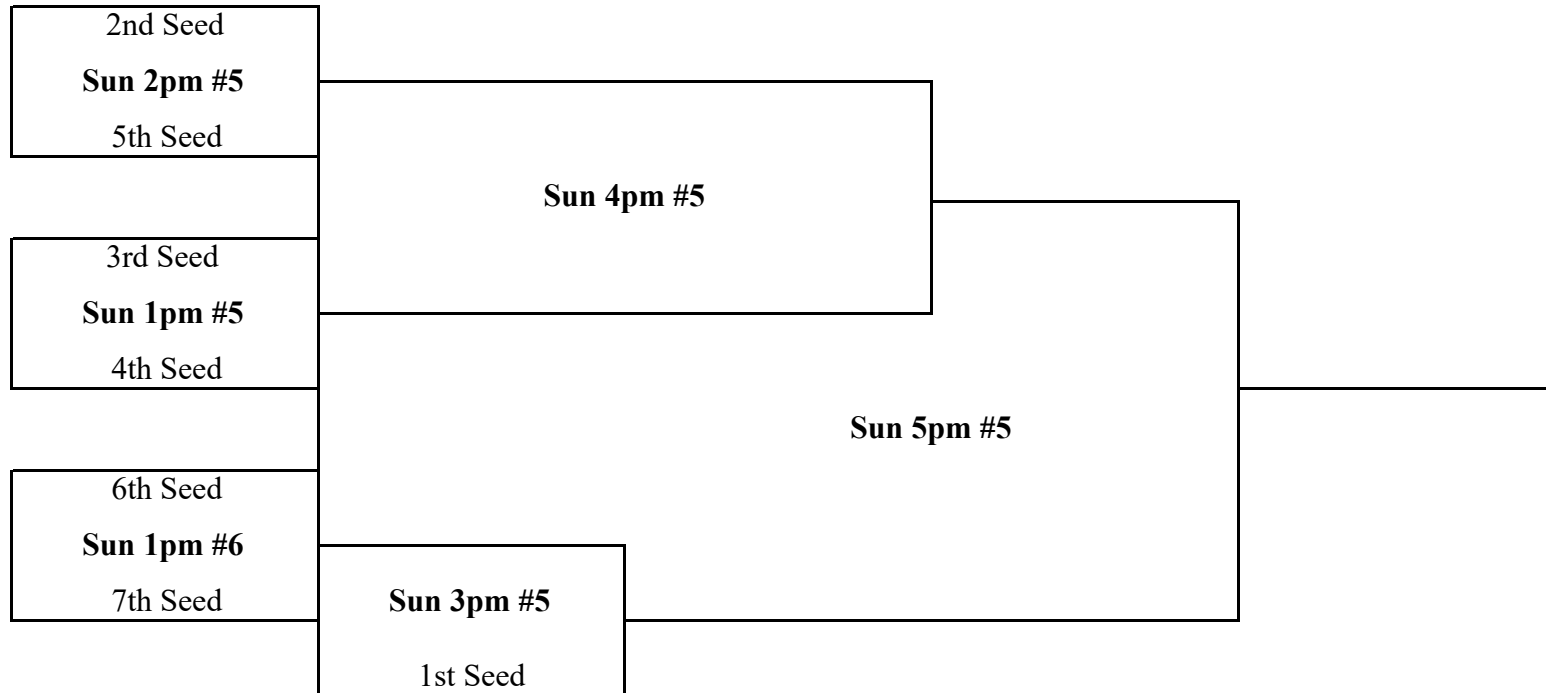 2nd Seed
Sun 2pm #5
5th Seed
Sun 4pm #5
3rd Seed
Sun 1pm #5
4th Seed
Sun 5pm #5
6th Seed
Sun 1pm #6
7th Seed
Sun 3pm #5
1st Seed